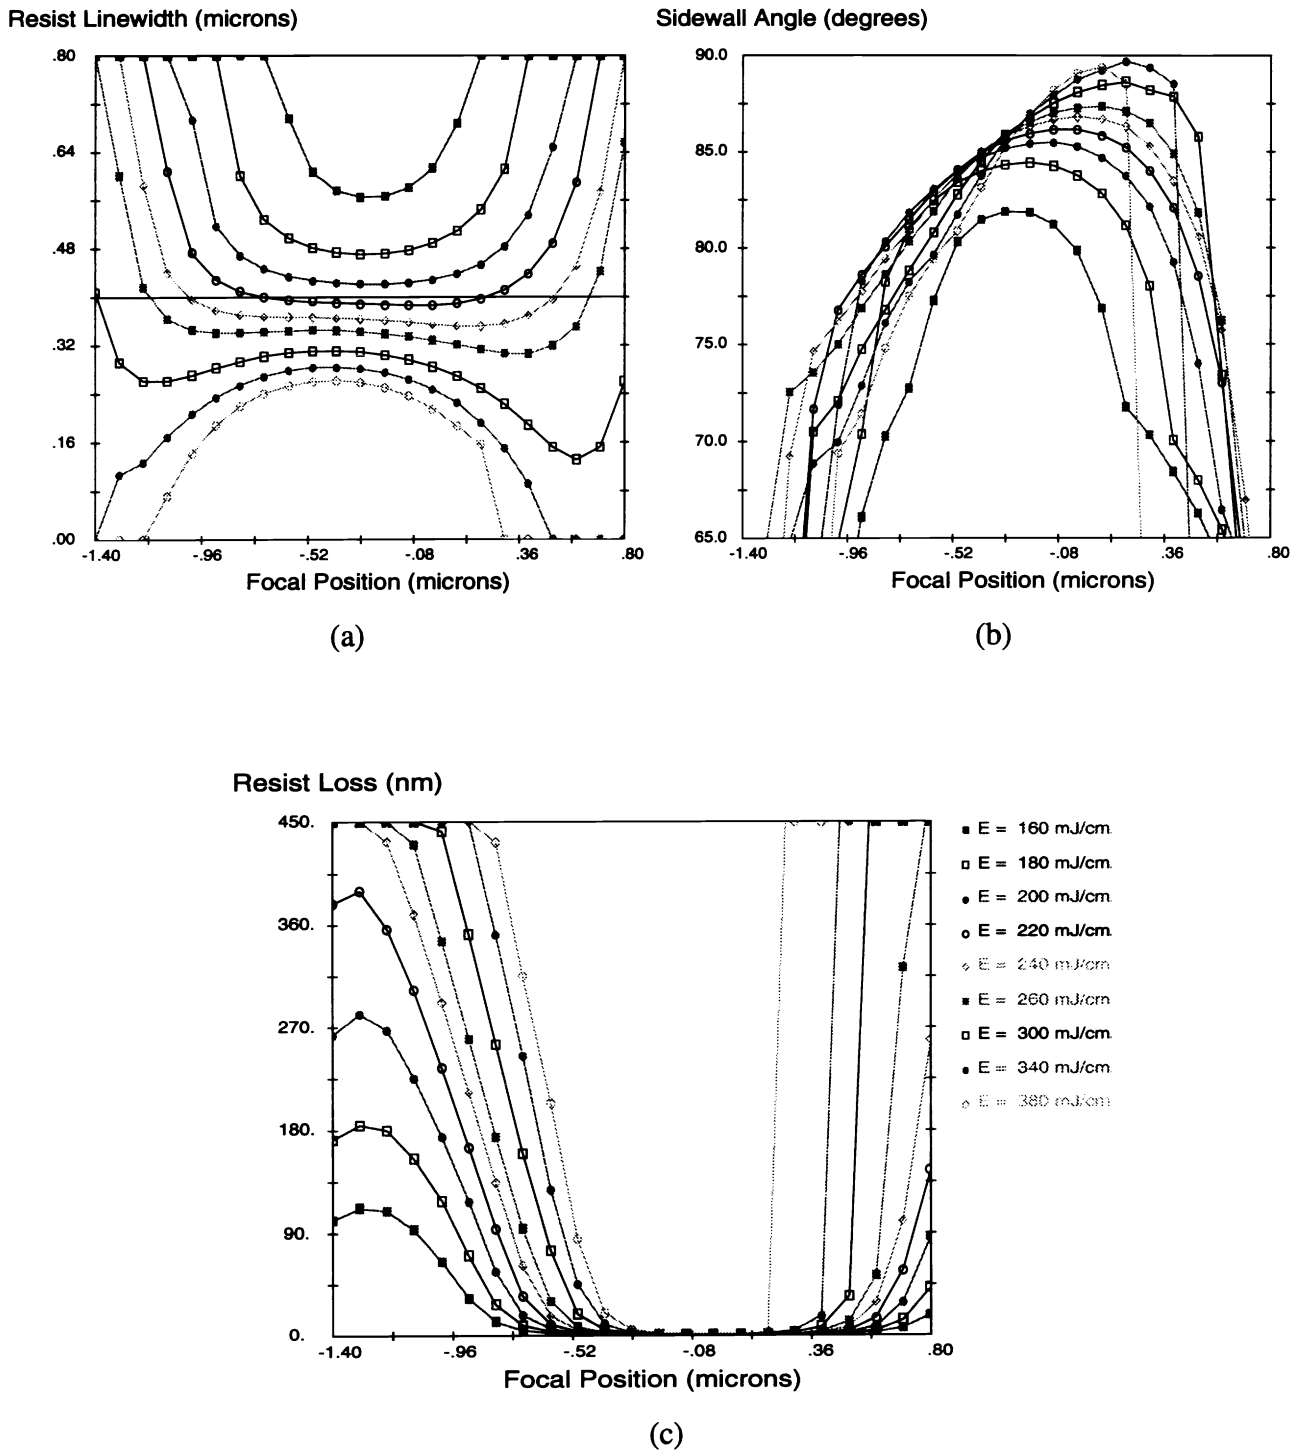 Resist Linewidth (microns)
.80
.64
.48
.32
.16
.00
-1.40 -.96 -.52 -.08 .36 .80
Focal Position (microns)
(a)
Sidewall Angle (degrees)
90.0
85.0
80.0
75.0
70.0
65.0
-1.40 -.96 -.52 -.08 .36 .80
Focal Position (microns)
(b)
Resist Loss (nm)
450.
360.
270.
180.
90.
0.
-1.40 -.96 -.52 -.08 .36 .80
Focal Position (microns)
(c)
E = 160 mJ/cm
E = 180 mJ/cm
E = 200 mJ/cm
E = 220 mJ/cm
E = 240 mJ/cm
E = 260 mJ/cm
E = 300 mJ/cm
E = 340 mJ/cm
E = 380 mJ/cm